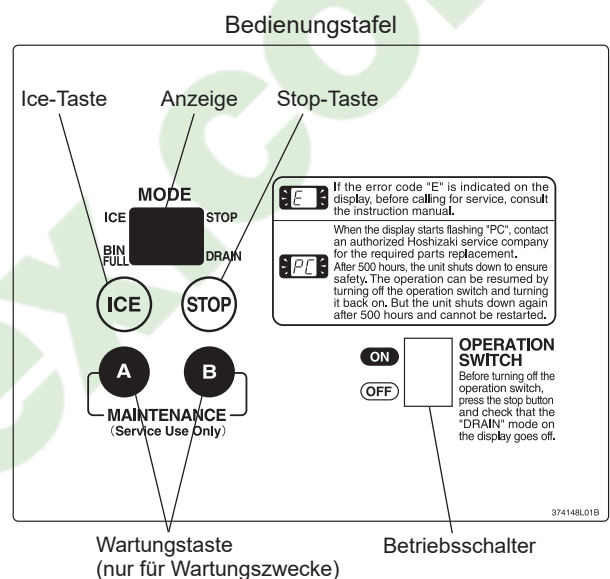 Bedienungstafel
Ice-Taste
Anzeige
Stop-Taste
MODE
ICE
STOP
BIN
FULL
DRAIN
ICE
STOP
A
B
MAINTENANCE
(Service Use Only)
E
If the error code "E" is indicated on the
display, before calling for service, consult
the instruction manual.
PC
When the display starts flashing "PC", contact
an authorized Hoshizaki service company
for the required parts replacement.
After 500 hours, the unit shuts down to ensure
safety. The operation can be resumed by
turning off the operation switch and turning
it back on. But the unit shuts down again
after 500 hours and cannot be restarted.
ON
OFF
OPERATION
SWITCH
Before turning off the
operation switch,
press the stop button
and check that the
"DRAIN" mode on
the display goes off.
374148L01B
Wartungstaste
(nur für Wartungszwecke)
Betriebsschalter